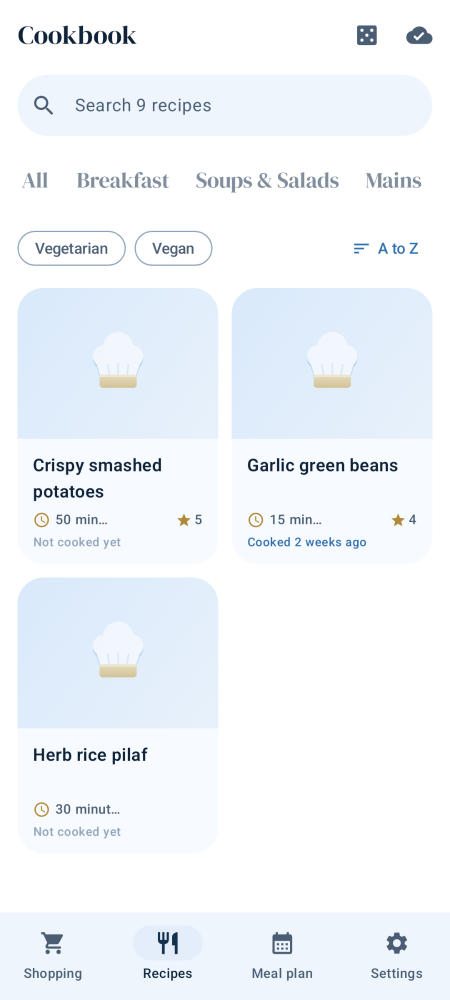 Cookbook
Search 9 recipes
All Breakfast Soups & Salads Mains
Vegetarian Vegan A to Z
Crispy smashed
potatoes
50 min... 5
Not cooked yet
Garlic green beans
15 min... 4
Cooked 2 weeks ago
Herb rice pilaf
30 minut...
Not cooked yet
Shopping Recipes Meal plan Settings